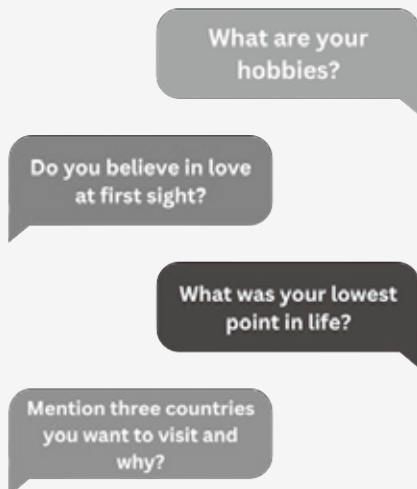 What are your
hobbies?
Do you believe in love
at first sight?
What was your lowest
point in life?
Mention three countries
you want to visit and
why?